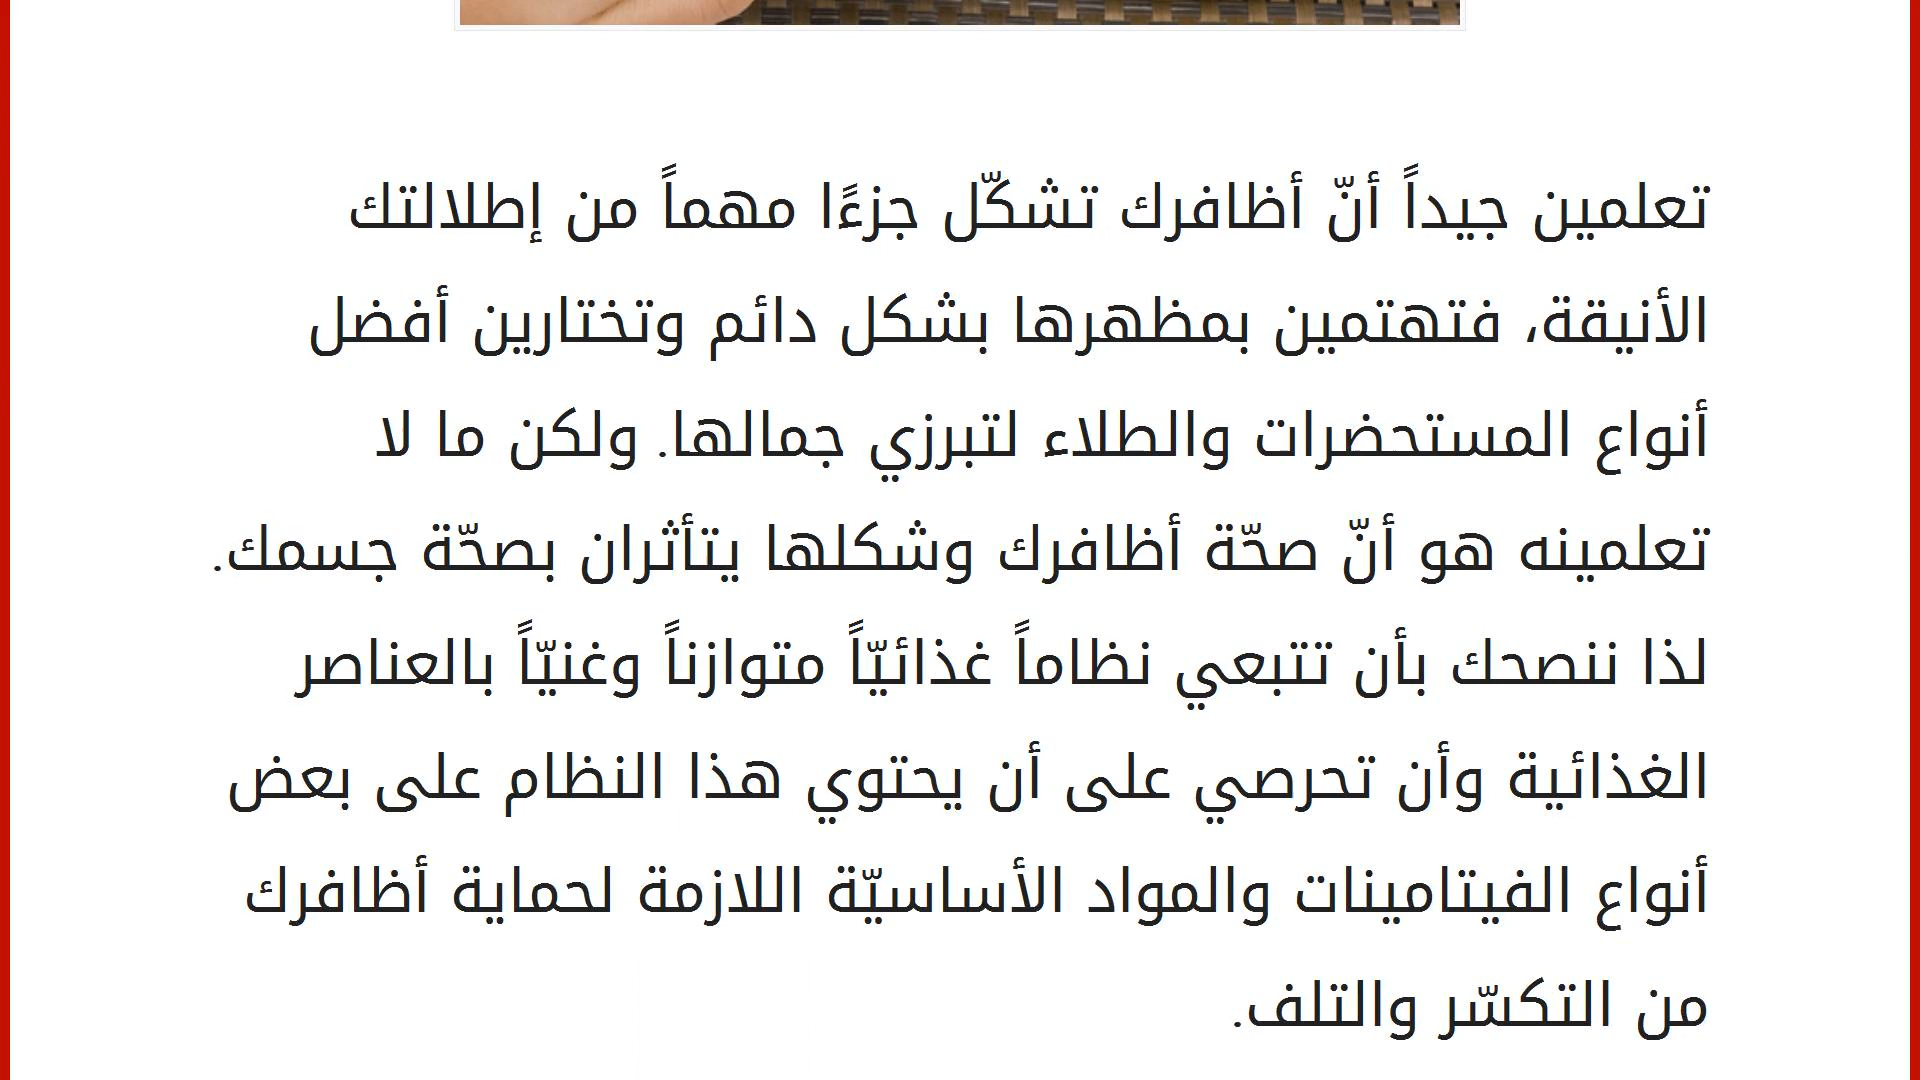 تعلمين جيداً أنّ أظافرك تشكّل جزءًا مهماً من إطلالتك
الأنيقة، فتهتمين بمظهرها بشكل دائم وتختارين أفضل
أنواع المستحضرات والطلاء لتبرزي جمالها. ولكن ما لا
تعلمينه هو أنّ صحّة أظافرك وشكلها يتأثران بصحّة جسمك.
لذا ننصحك بأن تتبعي نظاماً غذائيّاً متوازناً وغنيّاً بالعناصر
الغذائية وأن تحرصي على أن يحتوي هذا النظام على بعض
أنواع الفيتامينات والمواد الأساسيّة اللازمة لحماية أظافرك
من التكسّر والتلف.